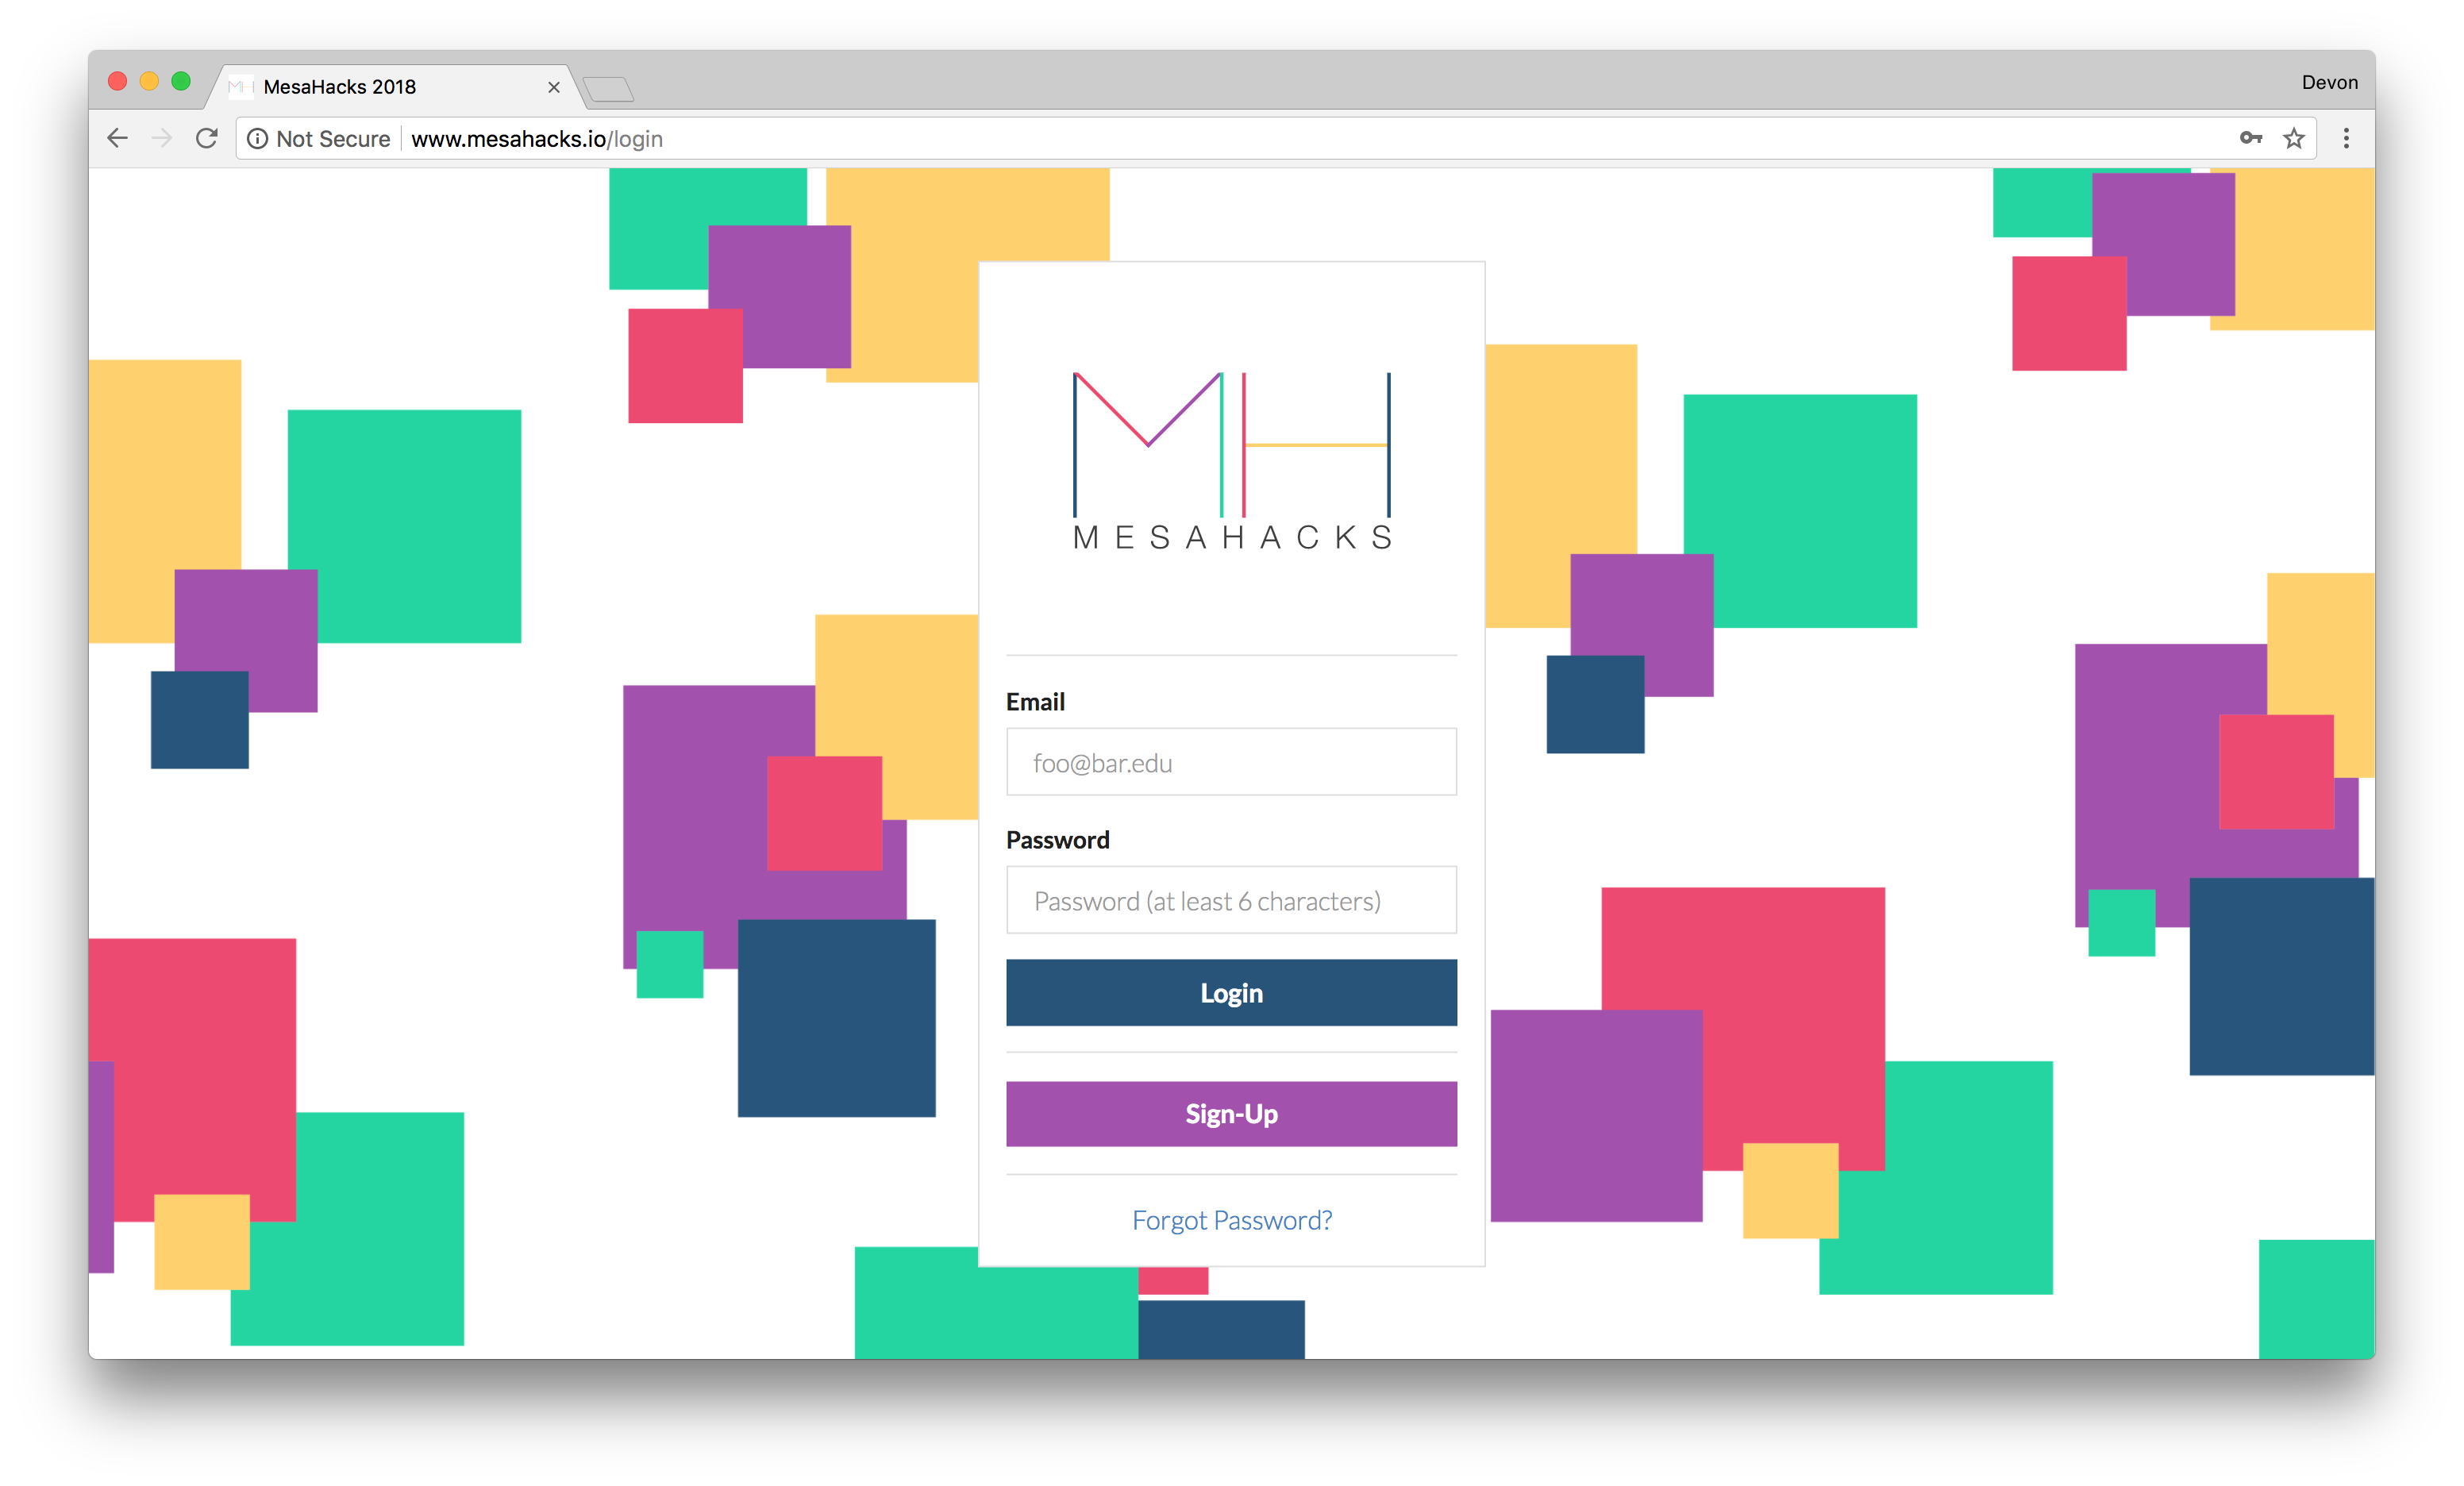 MesaHacks 2018
Devon
Not Secure www.mesahacks.io/login
MH
MESAHACKS
Email
foo@bar.edu
Password
Password (at least 6 characters)
Login
Sign-Up
Forgot Password?